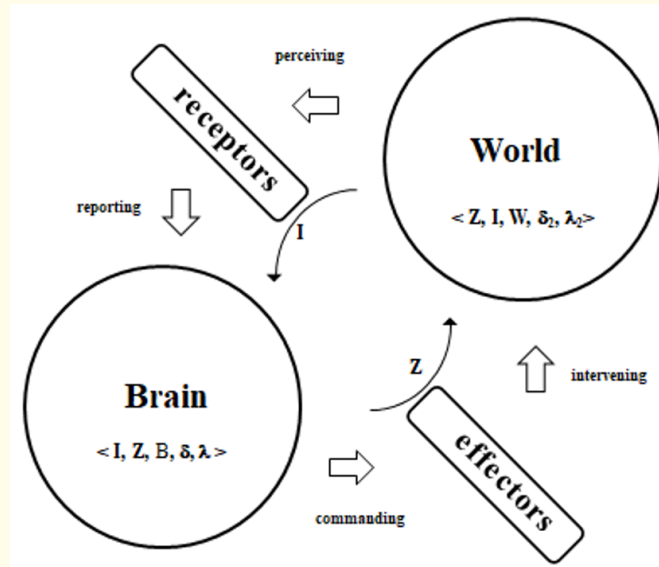 perceiving
receptors
World
< Z, I, W, δ₂, λ₂>
reporting
I
Z
intervening
Brain
< I, Z, B, δ, λ >
effectors
commanding